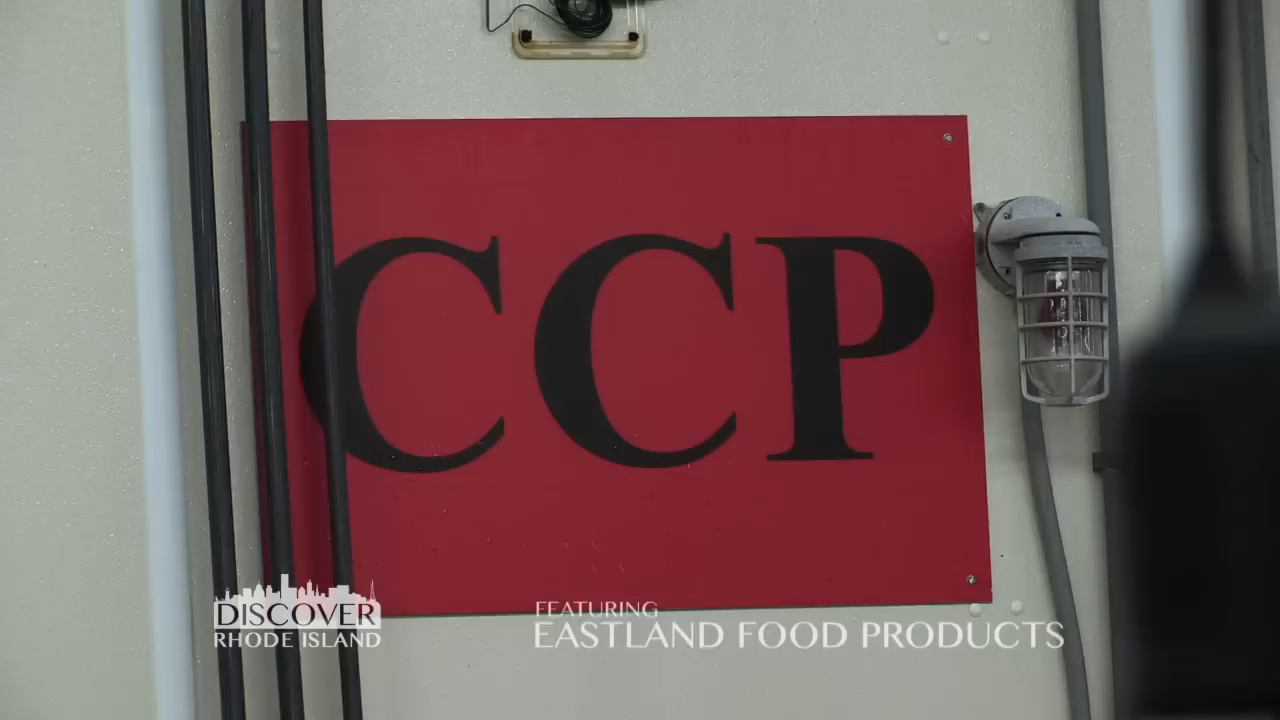 CCP
DISCOVER
RHODE ISLAND
FEATURING
EASTLAND FOOD PRODUCTS